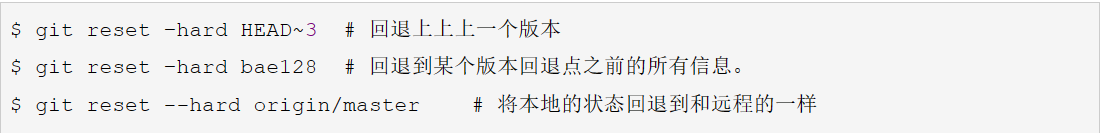 $ git reset –hard HEAD~3  # 回退上上上一个版本
$ git reset –hard bae128  # 回退到某个版本回退点之前的所有信息。
$ git reset --hard origin/master    # 将本地的状态回退到和远程的一样